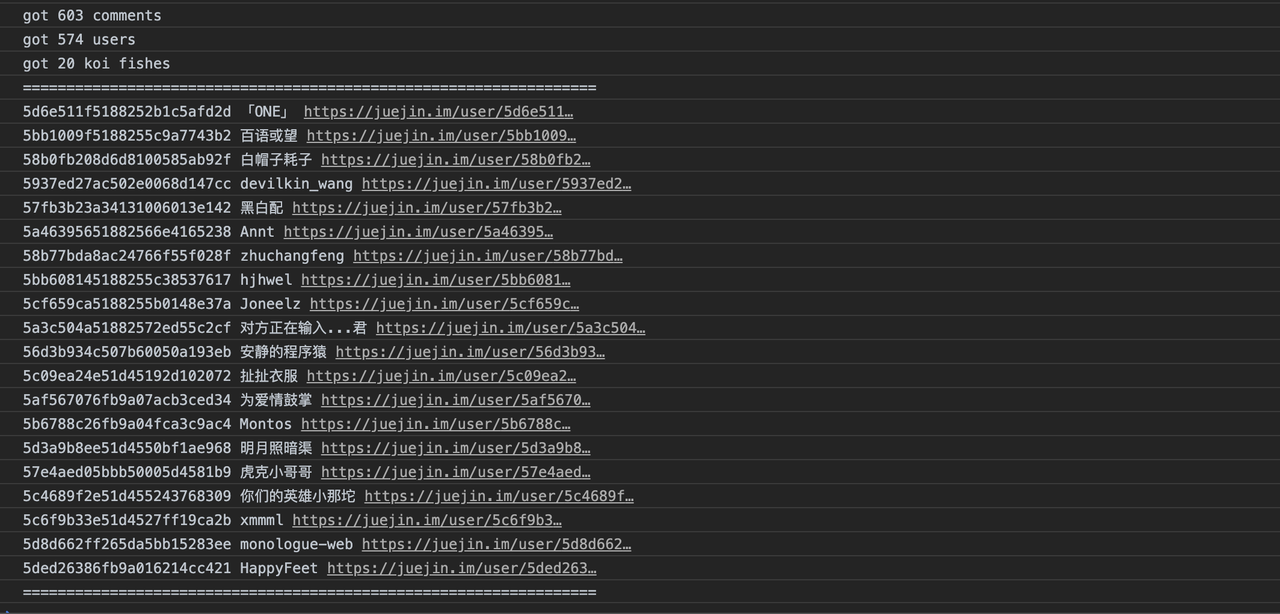 got 603 comments
got 574 users
got 20 koi fishes
==================================================================
5d6e511f5188252b1c5afd2d 「ONE」 https://juejin.im/user/5d6e511…
5bb1009f5188255c9a7743b2 百语或望 https://juejin.im/user/5bb1009…
58b0fb208d6d8100585ab92f 白帽子耗子 https://juejin.im/user/58b0fb2…
5937ed27ac502e0068d147cc devilkin_wang https://juejin.im/user/5937ed2…
57fb3b23a34131006013e142 黑白配 https://juejin.im/user/57fb3b2…
5a46395651882566e4165238 Annt https://juejin.im/user/5a46395…
58b77bda8ac24766f55f028f zhuchangfeng https://juejin.im/user/58b77bd…
5bb608145188255c38537617 hjhwel https://juejin.im/user/5bb6081…
5cf659ca5188255b0148e37a Joneelz https://juejin.im/user/5cf659c…
5a3c504a51882572ed55c2cf 对方正在输入...君 https://juejin.im/user/5a3c504…
56d3b934c507b60050a193eb 安静的程序猿 https://juejin.im/user/56d3b93…
5c09ea24e51d45192d102072 扯扯衣服 https://juejin.im/user/5c09ea2…
5af567076fb9a07acb3ced34 为爱情鼓掌 https://juejin.im/user/5af5670…
5b6788c26fb9a04fca3c9ac4 Montos https://juejin.im/user/5b6788c…
5d3a9b8ee51d4550bf1ae968 明月照暗渠 https://juejin.im/user/5d3a9b8…
57e4aed05bbb50005d4581b9 虎克小哥哥 https://juejin.im/user/57e4aed…
5c4689f2e51d455243768309 你们的英雄小那坨 https://juejin.im/user/5c4689f…
5c6f9b33e51d4527ff19ca2b xmmml https://juejin.im/user/5c6f9b3…
5d8d662ff265da5bb15283ee monologue-web https://juejin.im/user/5d8d662…
5ded26386fb9a016214cc421 HappyFeet https://juejin.im/user/5ded263…
==================================================================